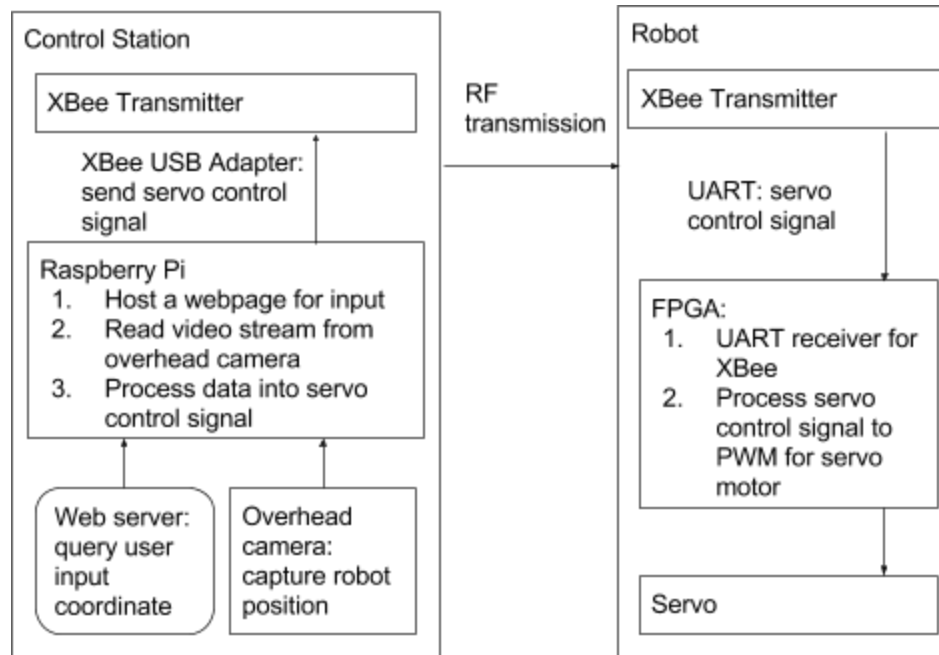 Control Station
XBee Transmitter
XBee USB Adapter:
send servo control
signal
Raspberry Pi
1. Host a webpage for input
2. Read video stream from
overhead camera
3. Process data into servo
control signal
Web server:
query user
input
coordinate
Overhead
camera:
capture robot
position
RF
transmission
Robot
XBee Transmitter
UART: servo
control signal
FPGA:
1. UART receiver for
XBee
2. Process servo
control signal to
PWM for servo
motor
Servo